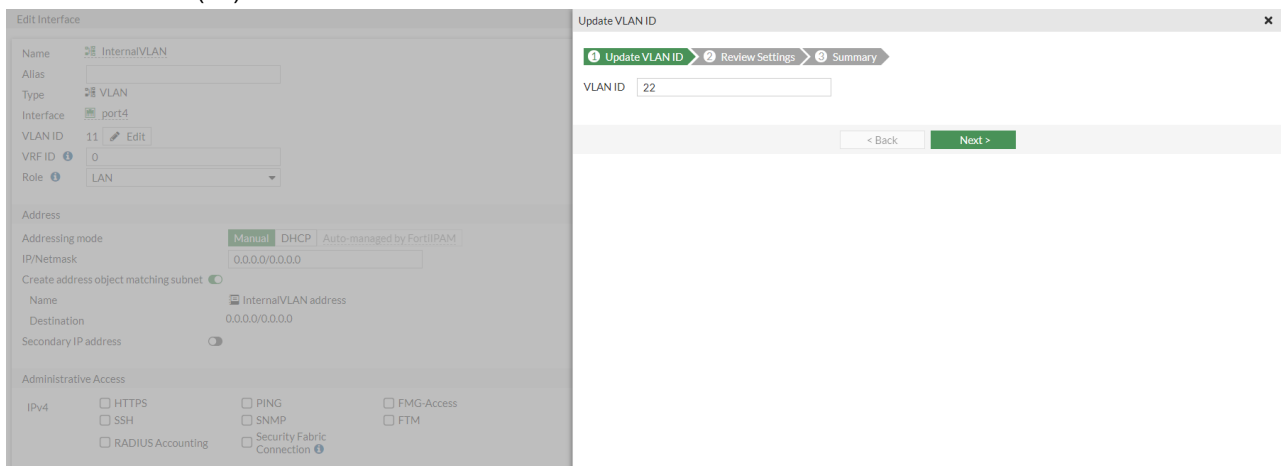 Edit Interface
Name InternalVLAN
Alias
Type VLAN
Interface port4
VLAN ID 11 Edit
VRF ID 0
Role LAN
Address
Addressing mode Manual DHCP Auto-managed by FortiIPAM
IP/Netmask 0.0.0.0/0.0.0.0
Create address object matching subnet
Name InternalVLAN address
Destination 0.0.0.0/0.0.0.0
Secondary IP address
Administrative Access
IPv4 HTTPS PING FMG-Access
SSH SNMP FTM
RADIUS Accounting Security Fabric
Connection
Update VLAN ID
1 Update VLAN ID 2 Review Settings 3 Summary
VLAN ID 22
< Back Next >